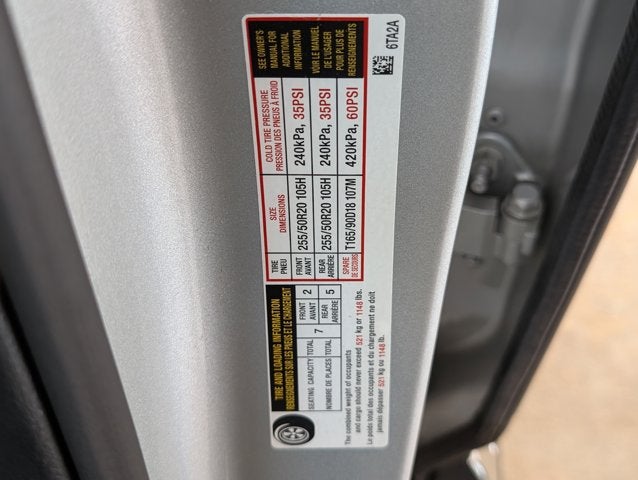 TIRE AND LOADING INFORMATION
RENSEIGNEMENTS SUR LES PNEUS ET LE CHARGEMENT
SEATING CAPACITY TOTAL 7 FRONT 2 REAR 5
NOMBRE DE PLACES TOTAL AVANT ARRIÈRE
The combined weight of occupants
and cargo should never exceed 521 kg or 1148 lbs.
Le poids total des occupants et du chargement ne doit
jamais dépasser 521 kg ou 1148 lb.
TIRE SIZE COLD TIRE PRESSURE
PNEU DIMENSIONS PRESSION DES PNEUS À FROID
FRONT
AVANT 255/50R20 105H 240kPa, 35PSI
REAR
ARRIÈRE 255/50R20 105H 240kPa, 35PSI
SPARE
DE SECOURS T165/90D18 107M 420kPa, 60PSI
SEE OWNER'S
MANUAL FOR
ADDITIONAL
INFORMATION
VOIR LE MANUEL
DE L'USAGER
POUR PLUS DE
RENSEIGNEMENTS
6TA2A